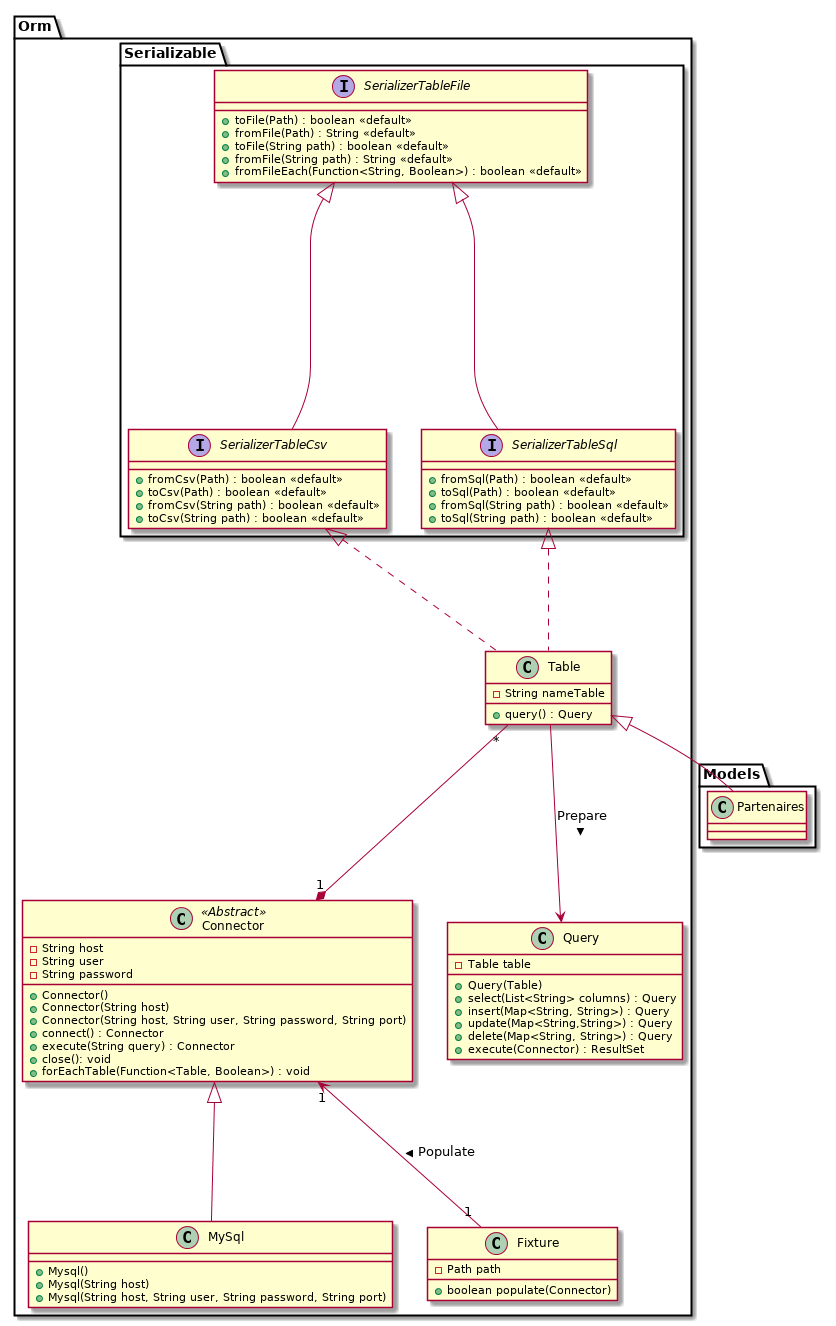 Orm
Serializable
I SerializerTableFile
toFile(Path) : boolean «default»
fromFile(Path) : String «default»
toFile(String path) : boolean «default»
fromFile(String path) : String «default»
fromFileEach(Function<String, Boolean>) : boolean «default»
I SerializerTableCsv
fromCsv(Path) : boolean «default»
toCsv(Path) : boolean «default»
fromCsv(String path) : boolean «default»
toCsv(String path) : boolean «default»
I SerializerTableSql
fromSql(Path) : boolean «default»
toSql(Path) : boolean «default»
fromSql(String path) : boolean «default»
toSql(String path) : boolean «default»
C Table
String nameTable
query() : Query
*
Models
C Partenaires
Prepare
1
C «Abstract»
Connector
String host
String user
String password
Connector()
Connector(String host)
Connector(String host, String user, String password, String port)
connect() : Connector
execute(String query) : Connector
close(): void
forEachTable(Function<Table, Boolean>) : void
C Query
Table table
Query(Table)
select(List<String> columns) : Query
insert(Map<String, String>) : Query
update(Map<String,String>) : Query
delete(Map<String, String>) : Query
execute(Connector) : ResultSet
1
Populate
1
C MySql
Mysql()
Mysql(String host)
Mysql(String host, String user, String password, String port)
C Fixture
Path path
boolean populate(Connector)